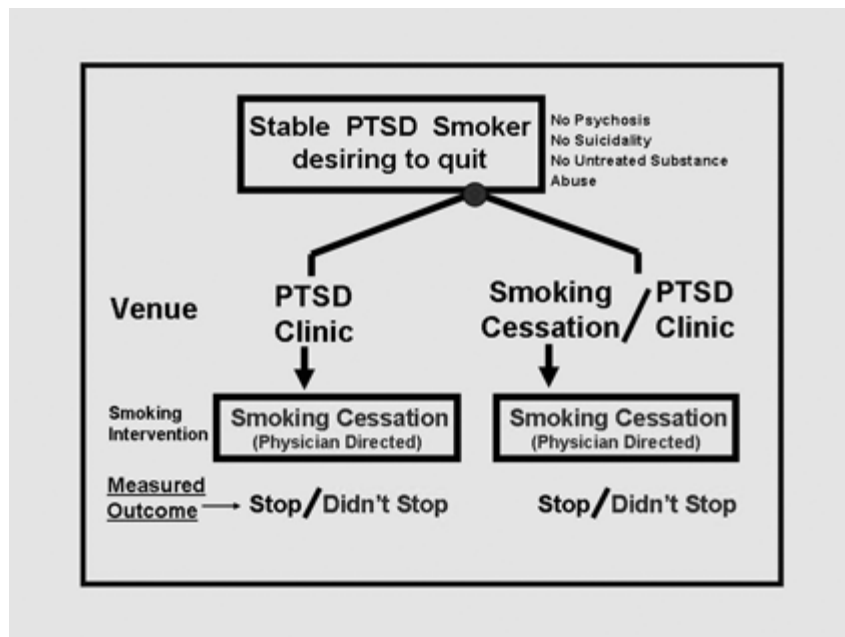 Stable PTSD Smoker
desiring to quit
No Psychosis
No Suicidality
No Untreated Substance
Abuse
Venue
PTSD
Clinic
Smoking
Cessation
/
PTSD
Clinic
Smoking
Intervention
Smoking Cessation
(Physician Directed)
Smoking Cessation
(Physician Directed)
Measured
Outcome
Stop/Didn't Stop
Stop/Didn't Stop